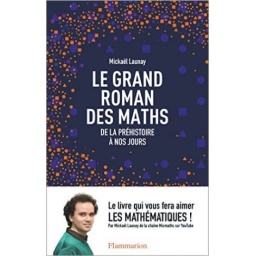 Mickaël Launay
LE GRAND
ROMAN
DES MATHS
DE LA PRÉHISTOIRE
À NOS JOURS
Le livre qui vous fera aimer
LES MATHÉMATIQUES !
Par Mickaël Launay de la chaîne Micmaths sur YouTube
Flammarion